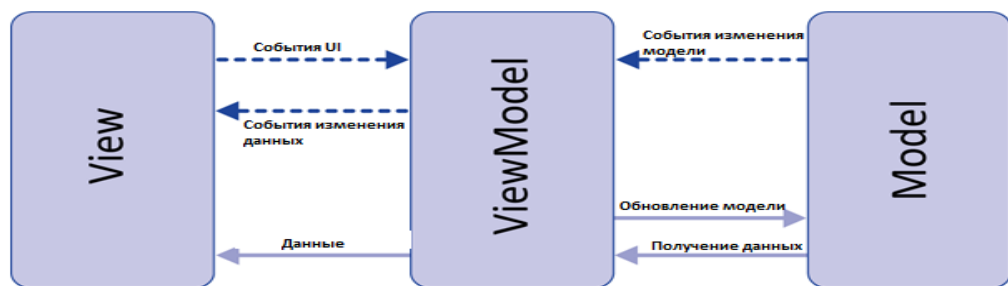 View
События UI
События изменения
данных
Данные
ViewModel
События изменения
модели
Обновление модели
Получение данных
Model